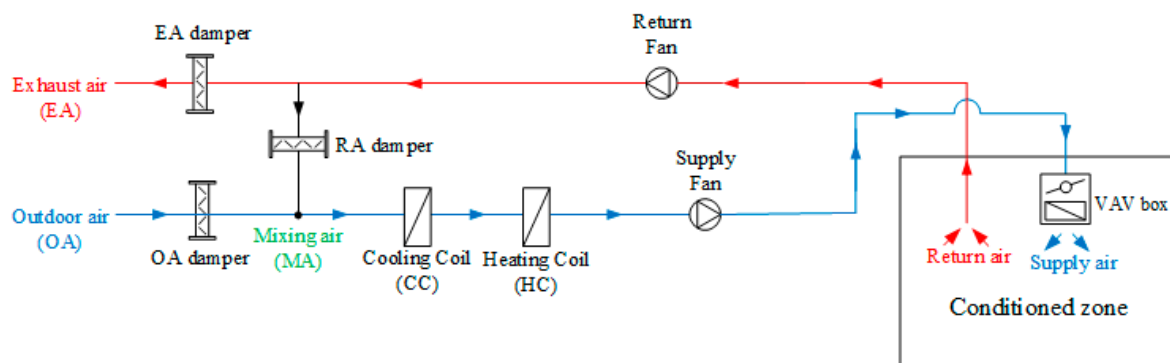 EA damper
Return
Fan
Exhaust air
(EA)
RA damper
Supply
Fan
VAV box
Outdoor air
(OA)
OA damper
Mixing air
(MA)
Cooling Coil
(CC)
Heating Coil
(HC)
Return air
Supply air
Conditioned zone